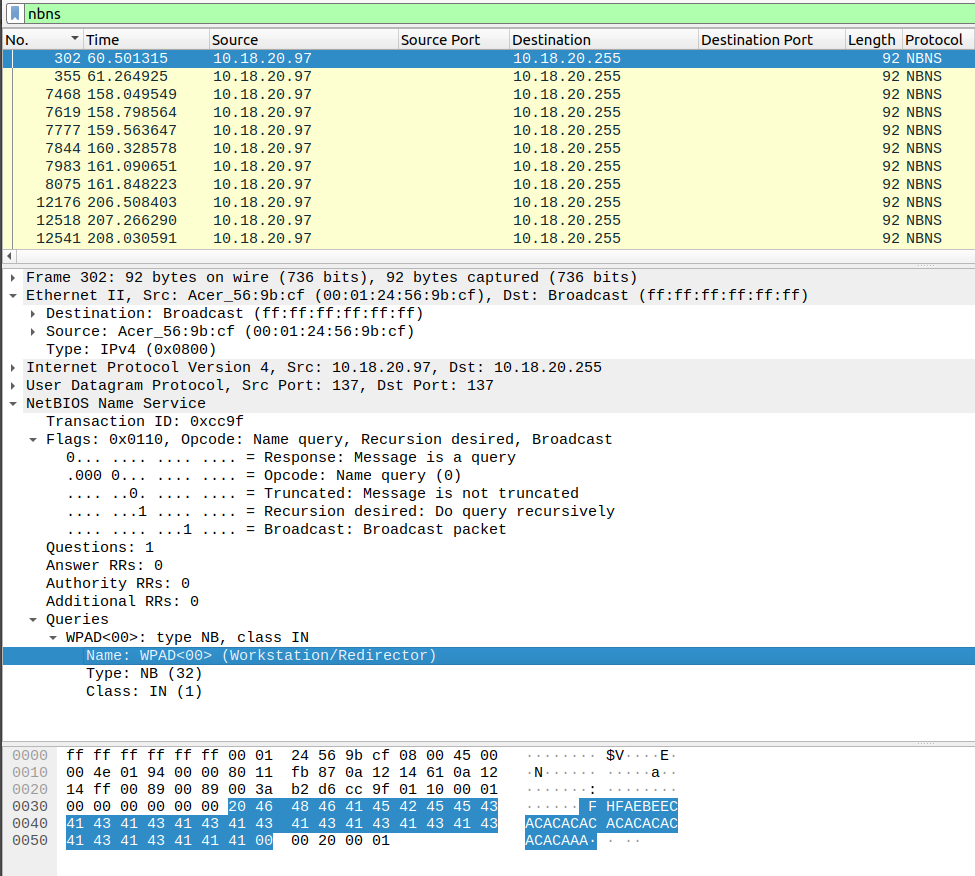 nbns
No. Time Source Source Port Destination Destination Port Length Protocol
302 60.501315 10.18.20.97 10.18.20.255 92 NBNS
355 61.264925 10.18.20.97 10.18.20.255 92 NBNS
7468 158.049549 10.18.20.97 10.18.20.255 92 NBNS
7619 158.798564 10.18.20.97 10.18.20.255 92 NBNS
7777 159.563647 10.18.20.97 10.18.20.255 92 NBNS
7844 160.328578 10.18.20.97 10.18.20.255 92 NBNS
7983 161.090651 10.18.20.97 10.18.20.255 92 NBNS
8075 161.848223 10.18.20.97 10.18.20.255 92 NBNS
12176 206.508403 10.18.20.97 10.18.20.255 92 NBNS
12518 207.266290 10.18.20.97 10.18.20.255 92 NBNS
12541 208.030591 10.18.20.97 10.18.20.255 92 NBNS
Frame 302: 92 bytes on wire (736 bits), 92 bytes captured (736 bits)
Ethernet II, Src: Acer_56:9b:cf (00:01:24:56:9b:cf), Dst: Broadcast (ff:ff:ff:ff:ff:ff)
Destination: Broadcast (ff:ff:ff:ff:ff:ff)
Source: Acer_56:9b:cf (00:01:24:56:9b:cf)
Type: IPv4 (0x0800)
Internet Protocol Version 4, Src: 10.18.20.97, Dst: 10.18.20.255
User Datagram Protocol, Src Port: 137, Dst Port: 137
NetBIOS Name Service
Transaction ID: 0xcc9f
Flags: 0x0110, Opcode: Name query, Recursion desired, Broadcast
0... .... .... .... = Response: Message is a query
.000 0... .... .... = Opcode: Name query (0)
.... ..0. .... .... = Truncated: Message is not truncated
.... ...1 .... .... = Recursion desired: Do query recursively
.... .... ...1 .... = Broadcast: Broadcast packet
Questions: 1
Answer RRs: 0
Authority RRs: 0
Additional RRs: 0
Queries
WPAD<00>: type NB, class IN
Name: WPAD<00> (Workstation/Redirector)
Type: NB (32)
Class: IN (1)
0000 ff ff ff ff ff ff 00 01 24 56 9b cf 08 00 45 00 ········ $V····E·
0010 00 4e 01 94 00 00 80 11 fb 87 0a 12 14 61 0a 12 ·N······ ·····a··
0020 14 ff 00 89 00 89 00 3a b2 d6 cc 9f 01 10 00 01 ·······: ········
0030 00 00 00 00 00 00 20 46 48 46 41 45 42 45 45 43 ······ F HFAEBEEC
0040 41 43 41 43 41 43 41 43 41 43 41 43 41 43 41 43 ACACACAC ACACACAC
0050 41 43 41 43 41 41 41 00 00 20 00 01 ACACAAA· · ··